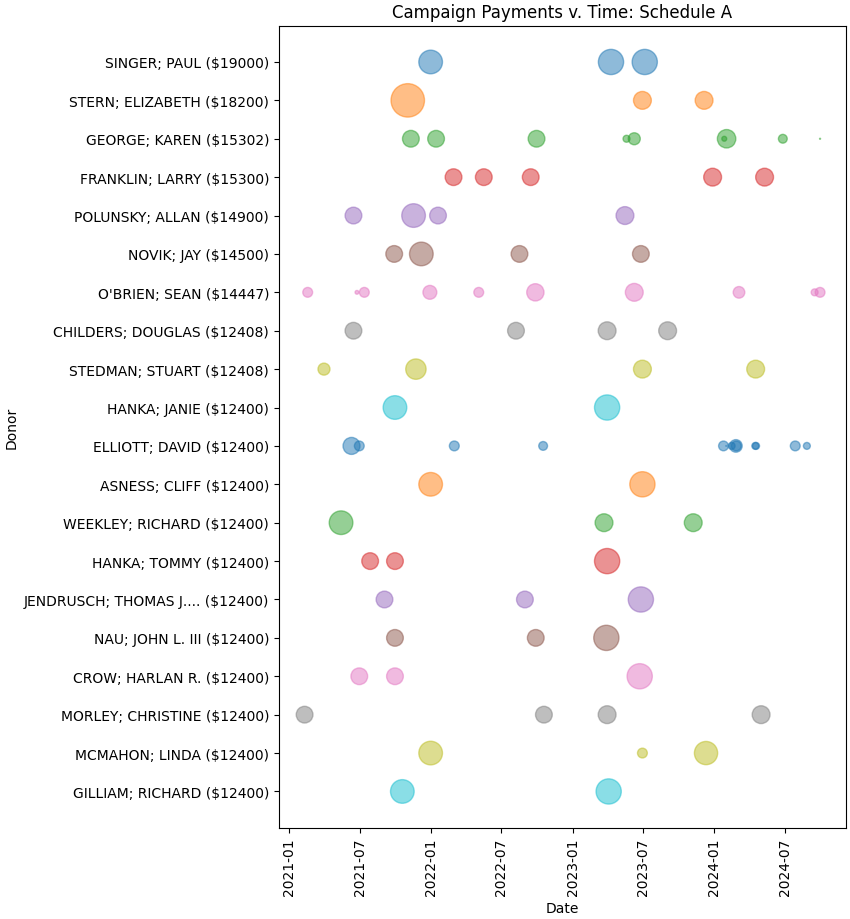 Campaign Payments v. Time: Schedule A
SINGER; PAUL ($19000)
STERN; ELIZABETH ($18200)
GEORGE; KAREN ($15302)
FRANKLIN; LARRY ($15300)
POLUNSKY; ALLAN ($14900)
NOVIK; JAY ($14500)
O'BRIEN; SEAN ($14447)
CHILDERS; DOUGLAS ($12408)
STEDMAN; STUART ($12408)
HANKA; JANIE ($12400)
ELLIOTT; DAVID ($12400)
ASNESS; CLIFF ($12400)
WEEKLEY; RICHARD ($12400)
HANKA; TOMMY ($12400)
JENDRUSCH; THOMAS J.... ($12400)
NAU; JOHN L. III ($12400)
CROW; HARLAN R. ($12400)
MORLEY; CHRISTINE ($12400)
MCMAHON; LINDA ($12400)
GILLIAM; RICHARD ($12400)
Donor
2021-01
2021-07
2022-01
2022-07
2023-01
2023-07
2024-01
2024-07
Date